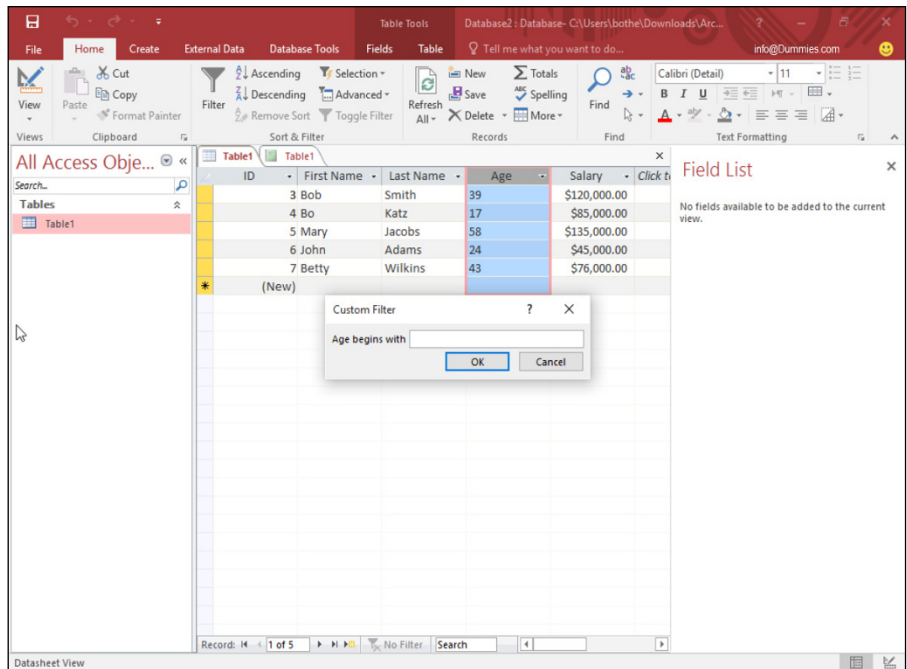 Table Tools Database2 : Database- C:\Users\bothe\Downloads\Arc... ?
File Home Create External Data Database Tools Fields Table Tell me what you want to do... info@Dummies.com
View
Paste
Cut
Copy
Format Painter
Filter
Ascending
Descending
Remove Sort
Selection
Advanced
Toggle Filter
Refresh
All
New
Save
Delete
Totals
Spelling
More
Find
Calibri (Detail) 11
B I U
Views Clipboard Sort & Filter Records Find Text Formatting
All Access Obje...
Search...
Tables
Table1
Table1 Table1
ID First Name Last Name Age Salary Click t
3 Bob Smith 39 $120,000.00
4 Bo Katz 17 $85,000.00
5 Mary Jacobs 58 $135,000.00
6 John Adams 24 $45,000.00
7 Betty Wilkins 43 $76,000.00
(New)
Custom Filter ?
Age begins with
OK Cancel
Field List
No fields available to be added to the current
view.
Record: 1 of 5 No Filter Search
Datasheet View